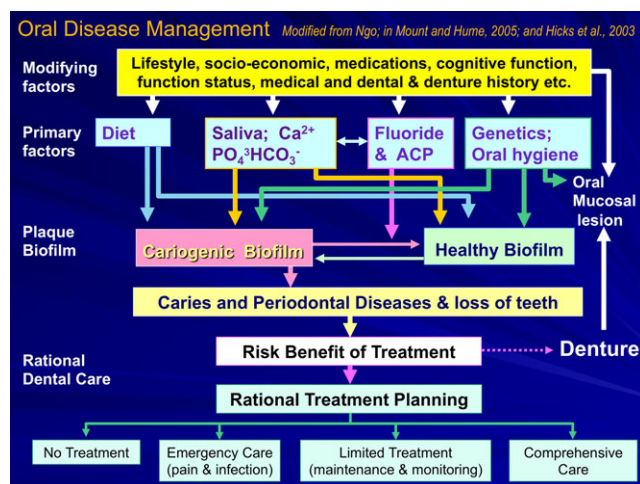 Oral Disease Management Modified from Ngo; in Mount and Hume, 2005; and Hicks et al., 2003
Modifying
factors
Lifestyle, socio-economic, medications, cognitive function,
function status, medical and dental & denture history etc.
Primary
factors
Diet
Saliva; Ca²⁺
PO₄³HCO₃⁻
Fluoride
& ACP
Genetics;
Oral hygiene
Oral
Mucosal
lesion
Plaque
Biofilm
Cariogenic Biofilm
Healthy Biofilm
Caries and Periodontal Diseases & loss of teeth
Risk Benefit of Treatment
Denture
Rational
Dental Care
Rational Treatment Planning
No Treatment
Emergency Care
(pain & infection)
Limited Treatment
(maintenance & monitoring)
Comprehensive
Care